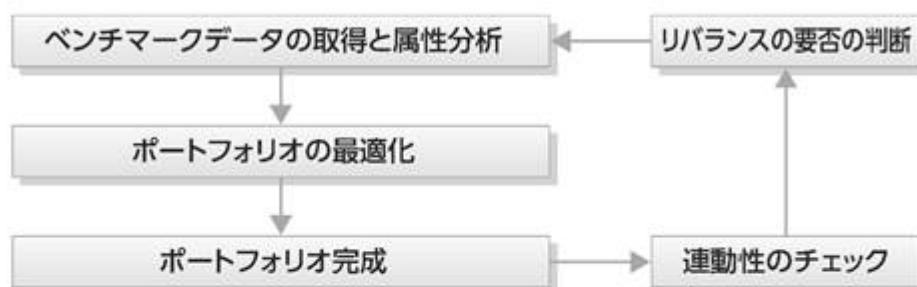 ベンチマークデータの取得と属性分析
リバランスの要否の判断
ポートフォリオの最適化
ポートフォリオ完成
連動性のチェック